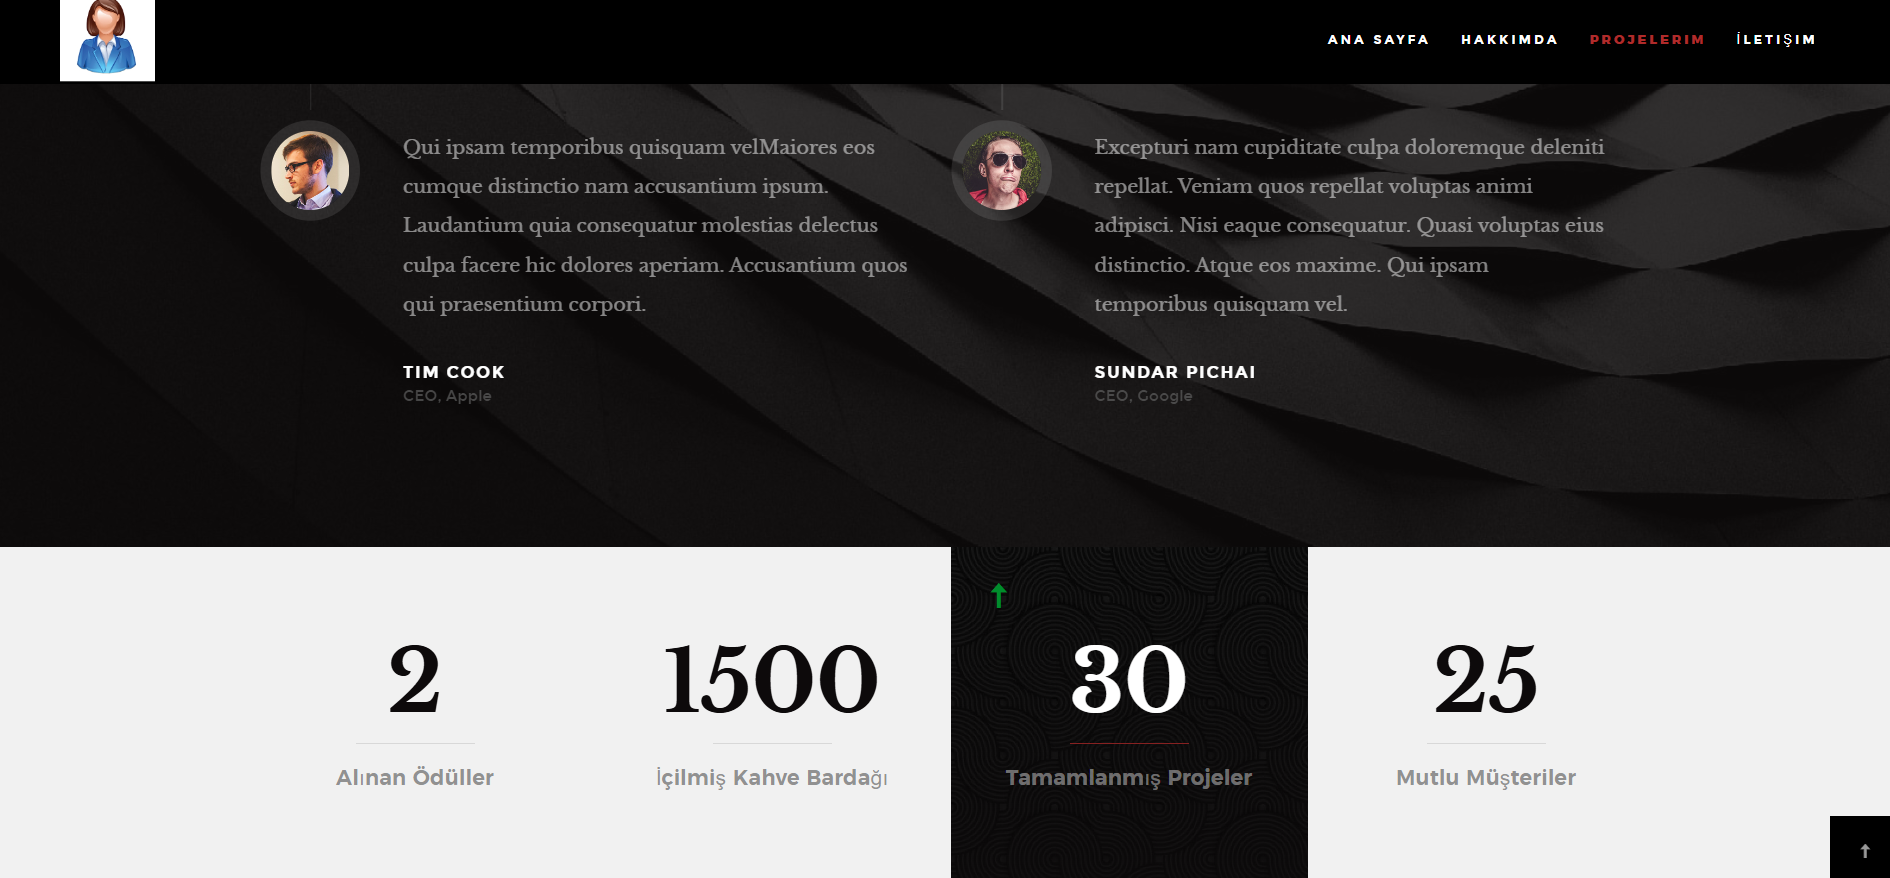 ANA SAYFA HAKKIMDA PROJELERIM İLETIŞIM
Qui ipsam temporibus quisquam velMaiores eos
cumque distinctio nam accusantium ipsum.
Laudantium quia consequatur molestias delectus
culpa facere hic dolores aperiam. Accusantium quos
qui praesentium corpori.
TIM COOK
CEO, Apple
Excepturi nam cupiditate culpa doloremque deleniti
repellat. Veniam quos repellat voluptas animi
adipisci. Nisi eaque consequatur. Quasi voluptas eius
distinctio. Atque eos maxime. Qui ipsam
temporibus quisquam vel.
SUNDAR PICHAI
CEO, Google
2
Alınan Ödüller
1500
İçilmiş Kahve Bardağı
30
Tamamlanmış Projeler
25
Mutlu Müşteriler